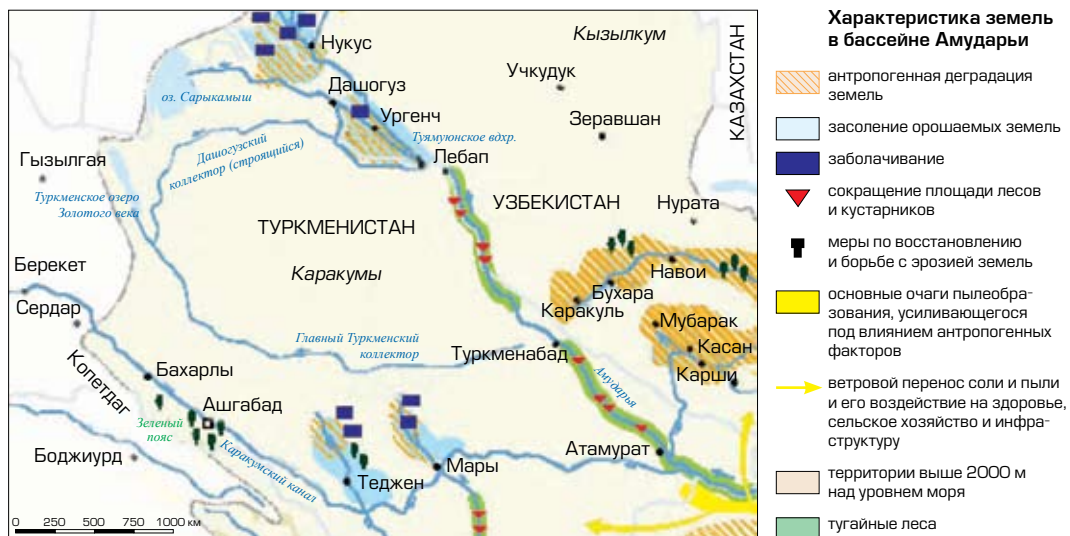 Нукус
Кызылкум
КАЗАХСТАН
Учкудук
Дашогуз
оз. Сарыкамыш
Ургенч
Зеравшан
Туямуюнское вдхр.
Гызылгая
Дашогузский
коллектор (строящийся)
Лебап
Туркменское озеро
Золотого века
УЗБЕКИСТАН
Нурата
ТУРКМЕНИСТАН
Навои
Берекет
Каракумы
Бухара
Каракуль
Сердар
Мубарак
Главный Туркменский
коллектор
Туркменабад
Касан
Копетдаг
Бахарлы
Амударья
Карши
Ашгабад
Зеленый
пояс
Каракумский канал
Боджиурд
Атамурат
Мары
Теджен
0 250 500 750 1000 км
Характеристика земель
в бассейне Амударьи
антропогенная деградация
земель
засоление орошаемых земель
заболачивание
сокращение площади лесов
и кустарников
меры по восстановлению
и борьбе с эрозией земель
основные очаги пылеобра-
зования, усиливающегося
под влиянием антропогенных
факторов
ветровой перенос соли и пыли
и его воздействие на здоровье,
сельское хозяйство и инфра-
структуру
территории выше 2000 м
над уровнем моря
тугайные леса